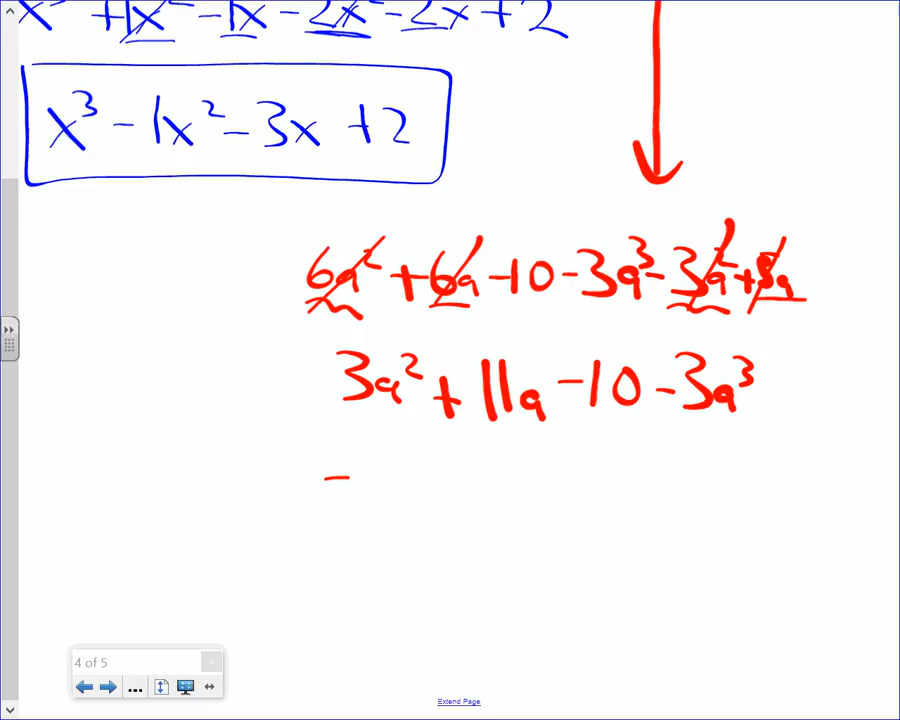 x³ + 1x² - 1x - 2x² - 2x + 2
x³ - 1x² - 3x + 2
6a² + 6a - 10 - 3a³ - 3a² + 5a
3a² + 11a - 10 - 3a³
-
4 of 5
Extend Page